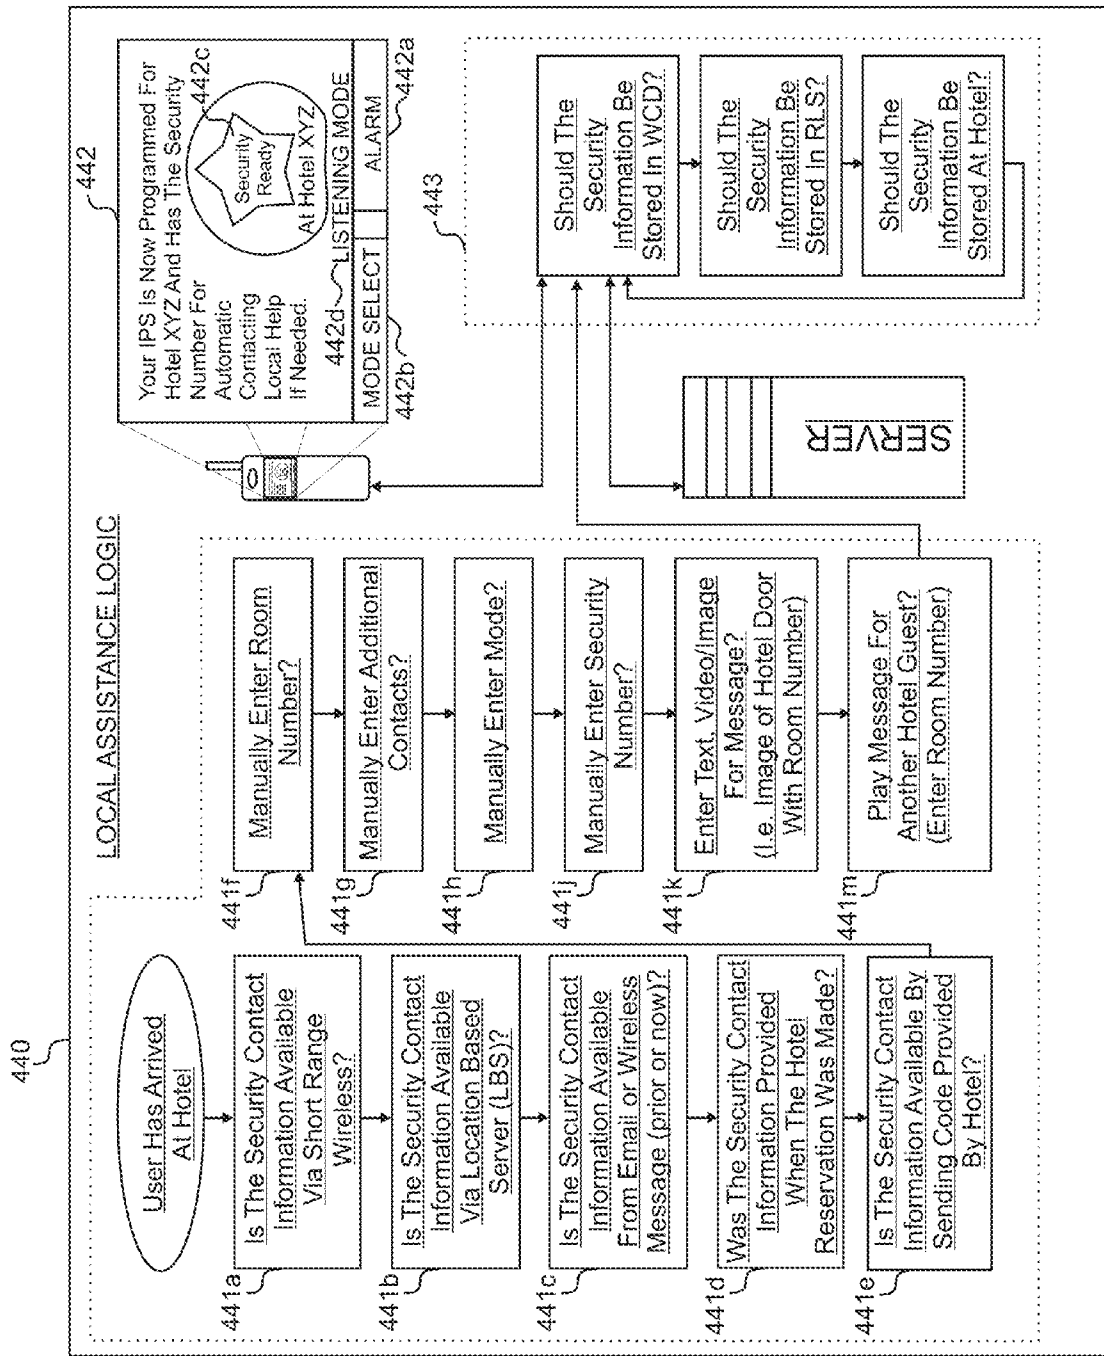 440
LOCAL ASSISTANCE LOGIC
User Has Arrived
At Hotel
441a
Is The Security Contact
Information Available
Via Short Range
Wireless?
441b
Is The Security Contact
Information Available
Via Location Based
Server (LBS)?
441c
Is The Security Contact
Information Available
From Email or Wireless
Message (prior or now)?
441d
Was The Security Contact
Information Provided
When The Hotel
Reservation Was Made?
441e
Is The Security Contact
Information Available By
Sending Code Provided
By Hotel?
441f
Manually Enter Room
Number?
441g
Manually Enter Additional
Contacts?
441h
Manually Enter Mode?
441j
Manually Enter Security
Number?
441k
Enter Text, Video/Image
For Message?
(I.e. Image of Hotel Door
With Room Number)
441m
Play Message For
Another Hotel Guest?
(Enter Room Number)
442
Your IPS Is Now Programmed For
Hotel XYZ And Has The Security
Number For
Automatic
Contacting
Local Help
If Needed.
442c
Security
Ready
At Hotel XYZ
442d
LISTENING MODE
MODE SELECT
ALARM
442b
442a
SERVER
443
Should The
Security
Information Be
Stored In WCD?
Should The
Security
Information Be
Stored In RLS?
Should The
Security
Information Be
Stored At Hotel?